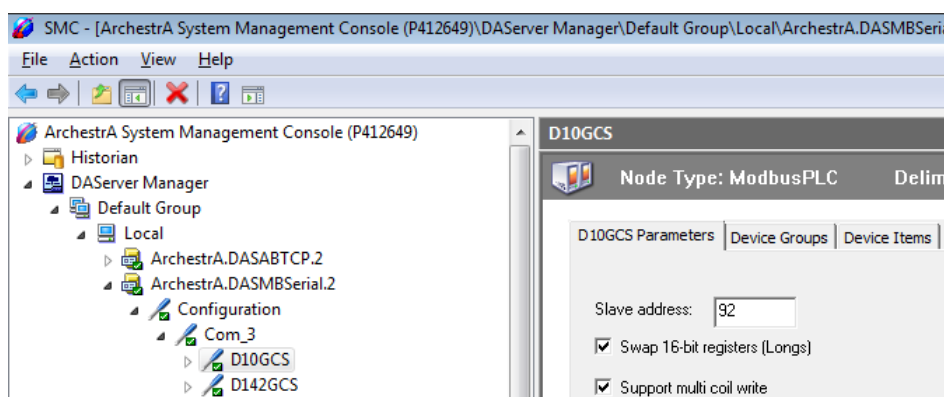 SMC - [ArchestrA System Management Console (P412649)\DAServer Manager\Default Group\Local\ArchestrA.DASMBSeria
File Action View Help
ArchestrA System Management Console (P412649)
Historian
DAServer Manager
Default Group
Local
ArchestrA.DASABTCP.2
ArchestrA.DASMBSerial.2
Configuration
Com_3
D10GCS
D142GCS
D10GCS
Node Type: ModbusPLC Delim
D10GCS Parameters Device Groups Device Items
Slave address: 92
Swap 16-bit registers (Longs)
Support multi coil write